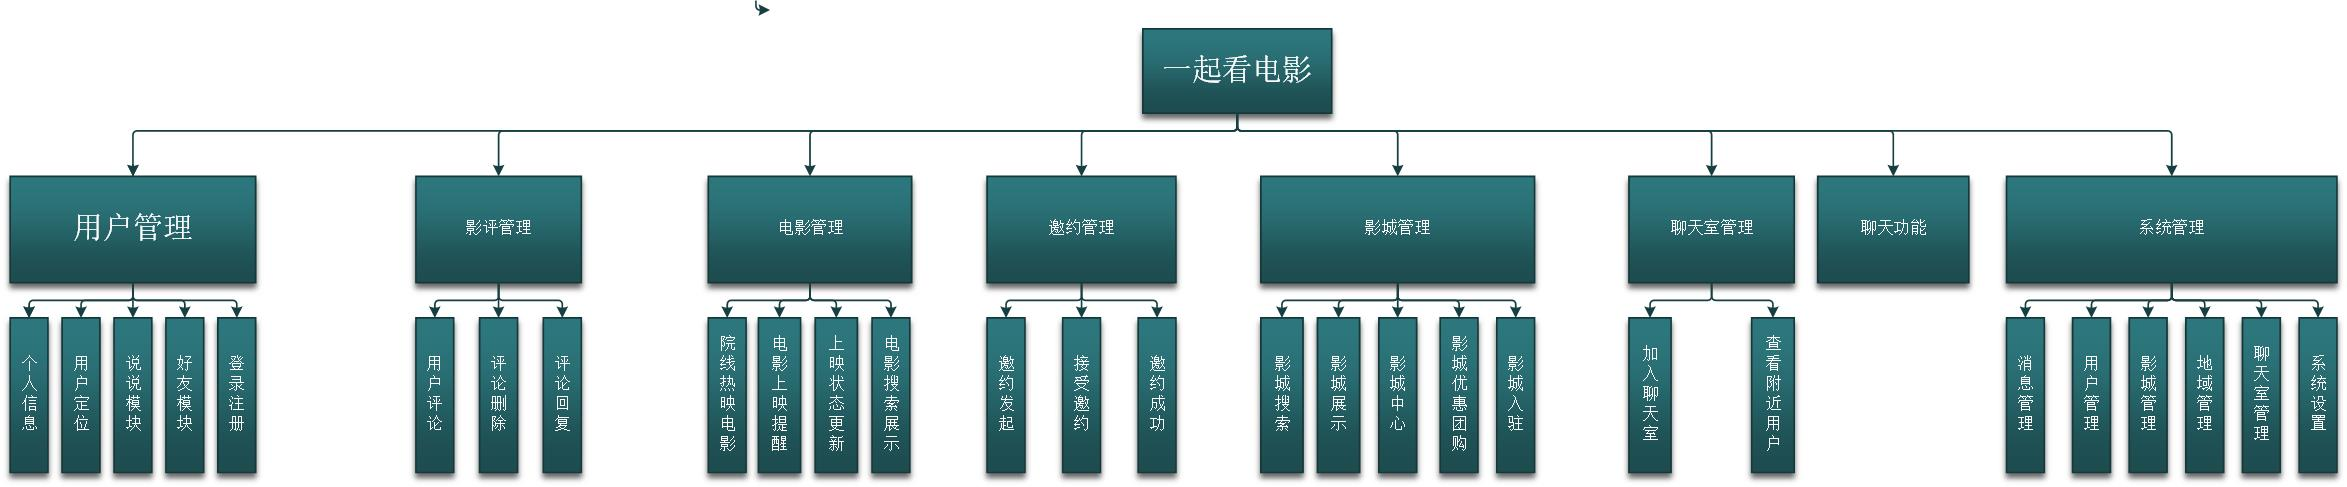 一起看电影
用户管理
影评管理
电影管理
邀约管理
影城管理
聊天室管理
聊天功能
系统管理
个人信息
用户定位
说说模块
好友模块
登录注册
用户评论
评论删除
评论回复
院线热映电影
电影上映提醒
上映状态更新
电影搜索展示
邀约发起
接受邀约
邀约成功
影城搜索
影城展示
影城中心
影城优惠团购
影城入驻
加入聊天室
查看附近用户
消息管理
用户管理
影城管理
地域管理
聊天室管理
系统设置